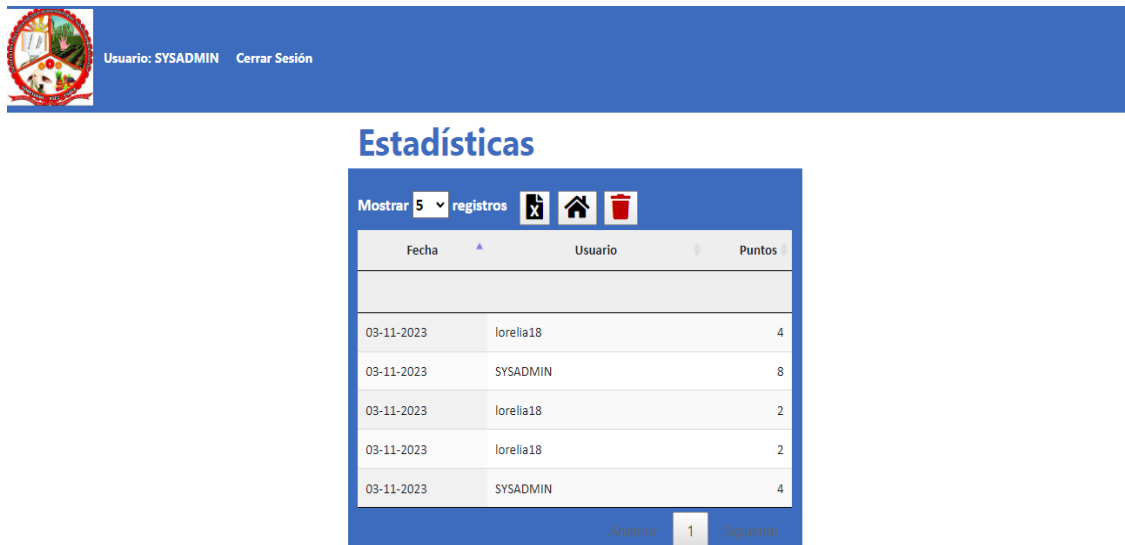 Usuario: SYSADMIN Cerrar Sesión
Estadísticas
Mostrar 5 registros
Fecha Usuario Puntos
03-11-2023 lorelia18 4
03-11-2023 SYSADMIN 8
03-11-2023 lorelia18 2
03-11-2023 lorelia18 2
03-11-2023 SYSADMIN 4
Anterior 1 Siguiente